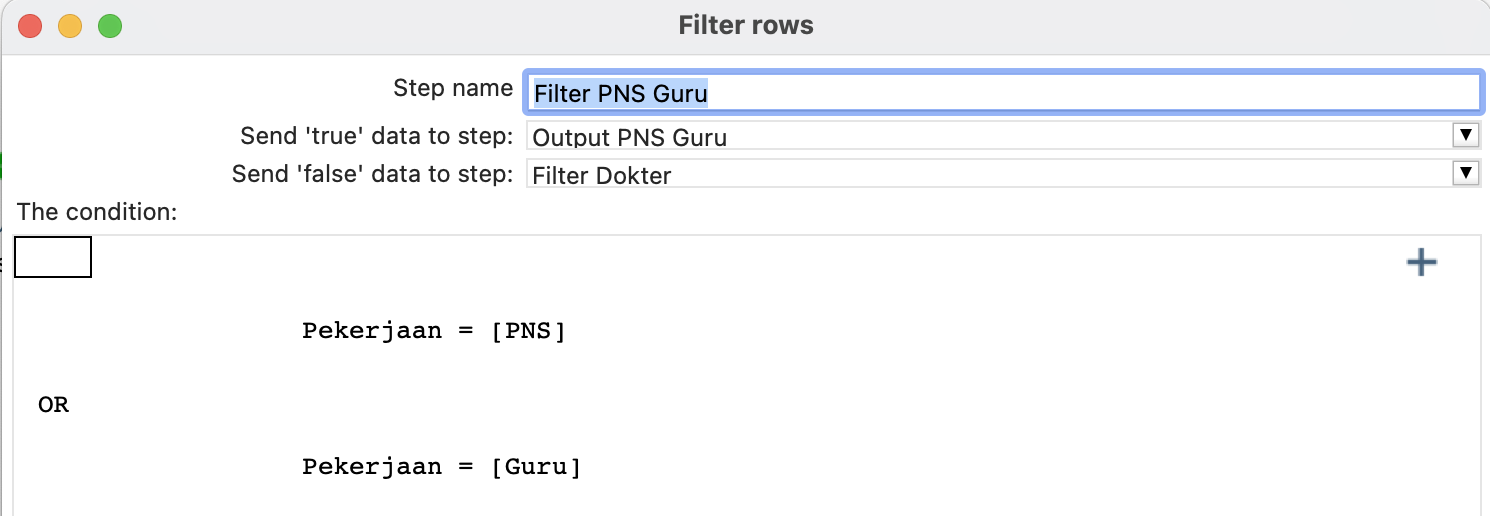 Filter rows
Step name Filter PNS Guru
Send 'true' data to step: Output PNS Guru
Send 'false' data to step: Filter Dokter
The condition:
Pekerjaan = [PNS]
OR
Pekerjaan = [Guru]